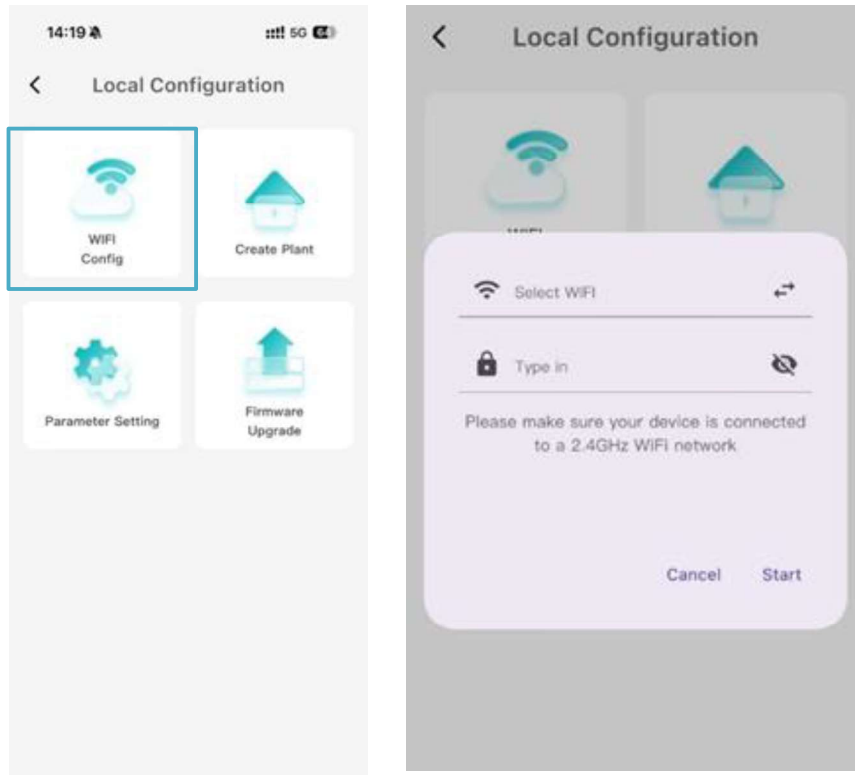 14:19
5G 64
Local Configuration
WIFI
Config
Create Plant
Parameter Setting
Firmware
Upgrade
Local Configuration
Select WIFI
Type in
Please make sure your device is connected
to a 2.4GHz WiFi network
Cancel
Start